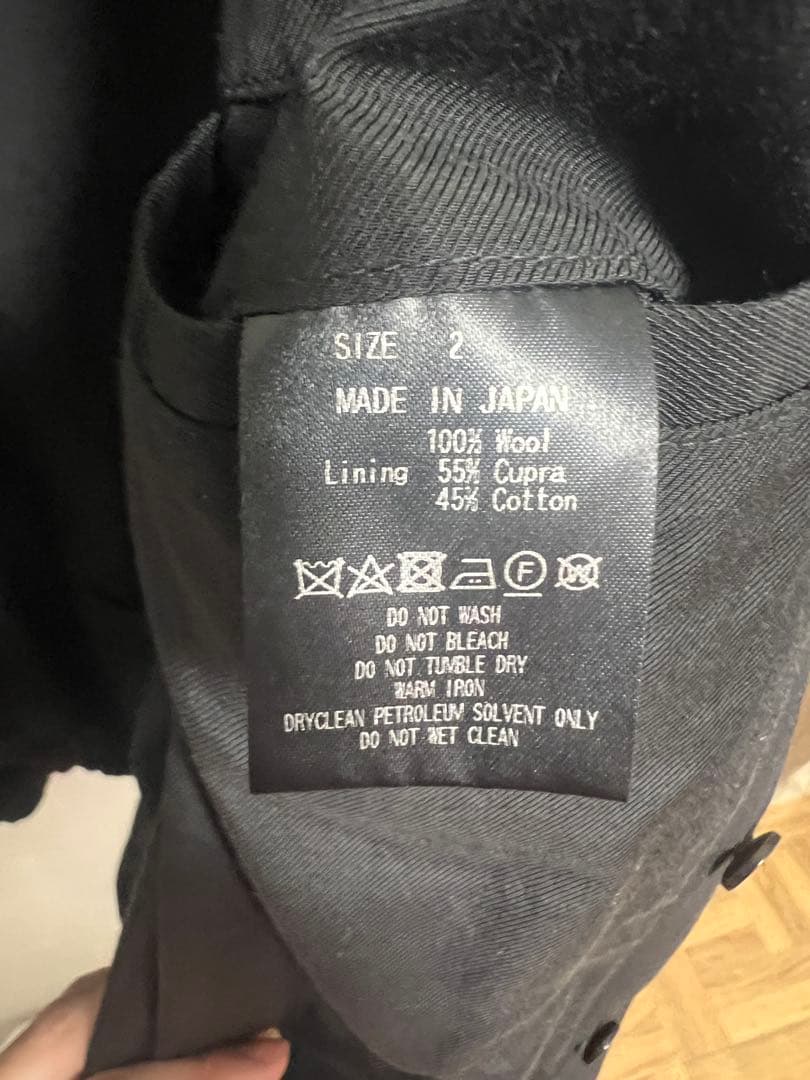 SIZE 2
MADE IN JAPAN
100% Wool
Lining 55% Cupra
45% Cotton
F W
DO NOT WASH
DO NOT BLEACH
DO NOT TUMBLE DRY
WARM IRON
DRYCLEAN PETROLEUM SOLVENT ONLY
DO NOT WET CLEAN